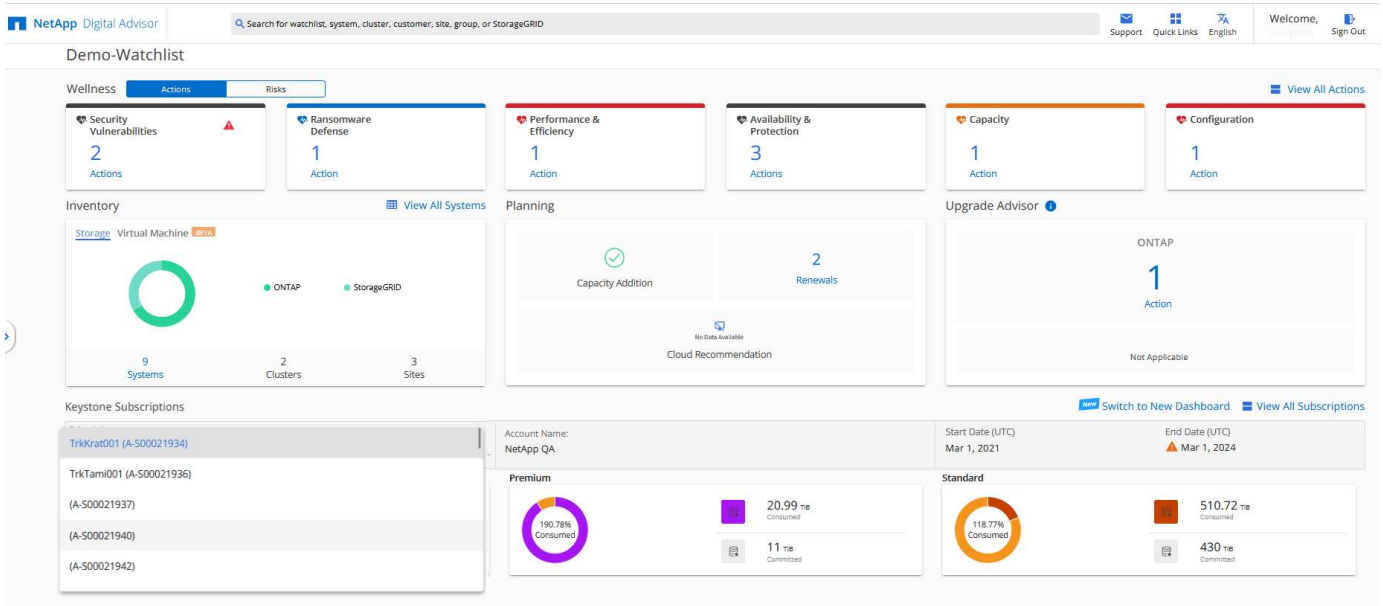 NetApp Digital Advisor
Search for watchlist, system, cluster, customer, site, group, or StorageGRID
Support
Quick Links
English
Welcome,
Sign Out
Demo-Watchlist
Wellness
Actions
Risks
View All Actions
Security
Vulnerabilities
2
Actions
Ransomware
Defense
1
Action
Performance &
Efficiency
1
Action
Availability &
Protection
3
Actions
Capacity
1
Action
Configuration
1
Action
Inventory
View All Systems
Storage Virtual Machine BETA
ONTAP
StorageGRID
9
Systems
2
Clusters
3
Sites
Planning
Capacity Addition
2
Renewals
No Data Available
Cloud Recommendation
Upgrade Advisor
ONTAP
1
Action
Not Applicable
Keystone Subscriptions
New Switch to New Dashboard
View All Subscriptions
TrkKrat001 (A-S00021934)
TrkTami001 (A-S00021936)
(A-S00021937)
(A-S00021940)
(A-S00021942)
Account Name:
NetApp QA
Start Date (UTC)
Mar 1, 2021
End Date (UTC)
Mar 1, 2024
Premium
190.78%
Consumed
20.99 TiB
Consumed
11 TiB
Committed
Standard
118.77%
Consumed
510.72 TiB
Consumed
430 TiB
Committed